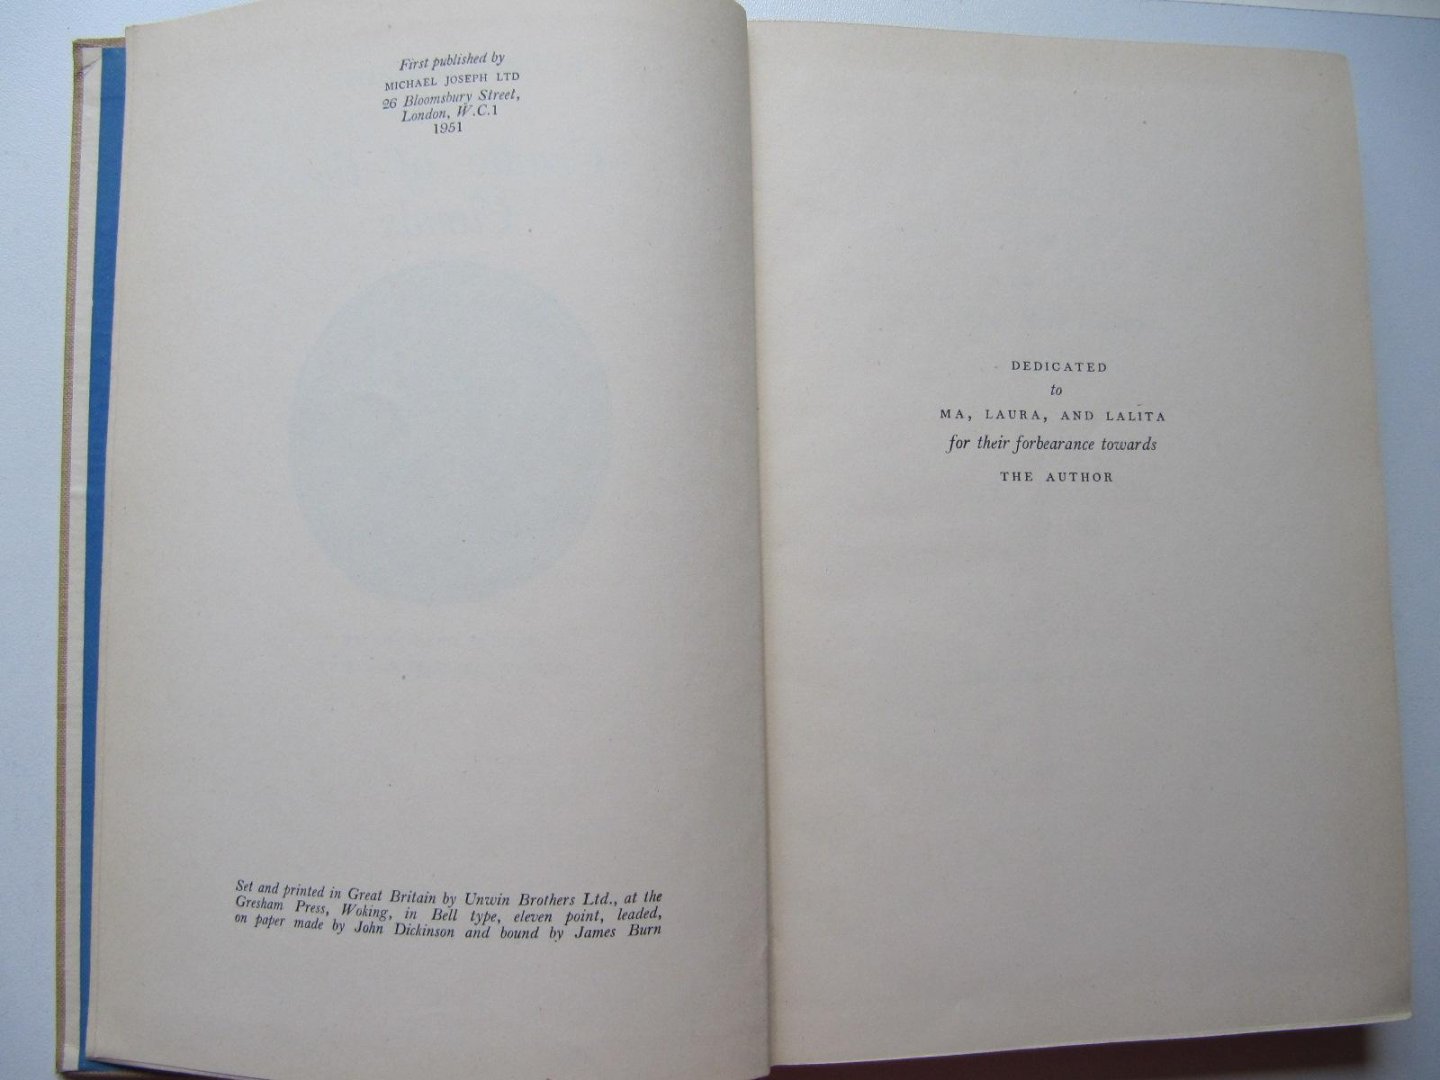 First published by
MICHAEL JOSEPH LTD
26 Bloomsbury Street,
London, W.C.1
1951
Set and printed in Great Britain by Unwin Brothers Ltd., at the
Gresham Press, Woking, in Bell type, eleven point, leaded,
on paper made by John Dickinson and bound by James Burn
DEDICATED
to
MA, LAURA, AND LALITA
for their forbearance towards
THE AUTHOR